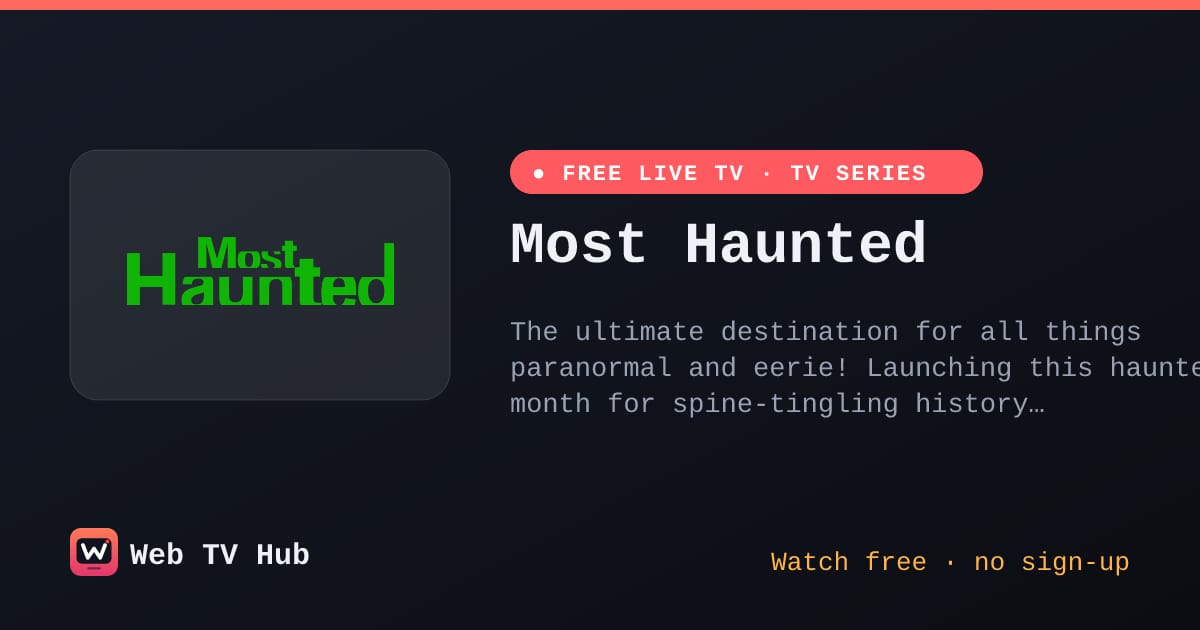 Most
Haunted
• FREE LIVE TV · TV SERIES
Most Haunted
The ultimate destination for all things
paranormal and eerie! Launching this haunte
month for spine-tingling history…
W
Web TV Hub
Watch free · no sign-up